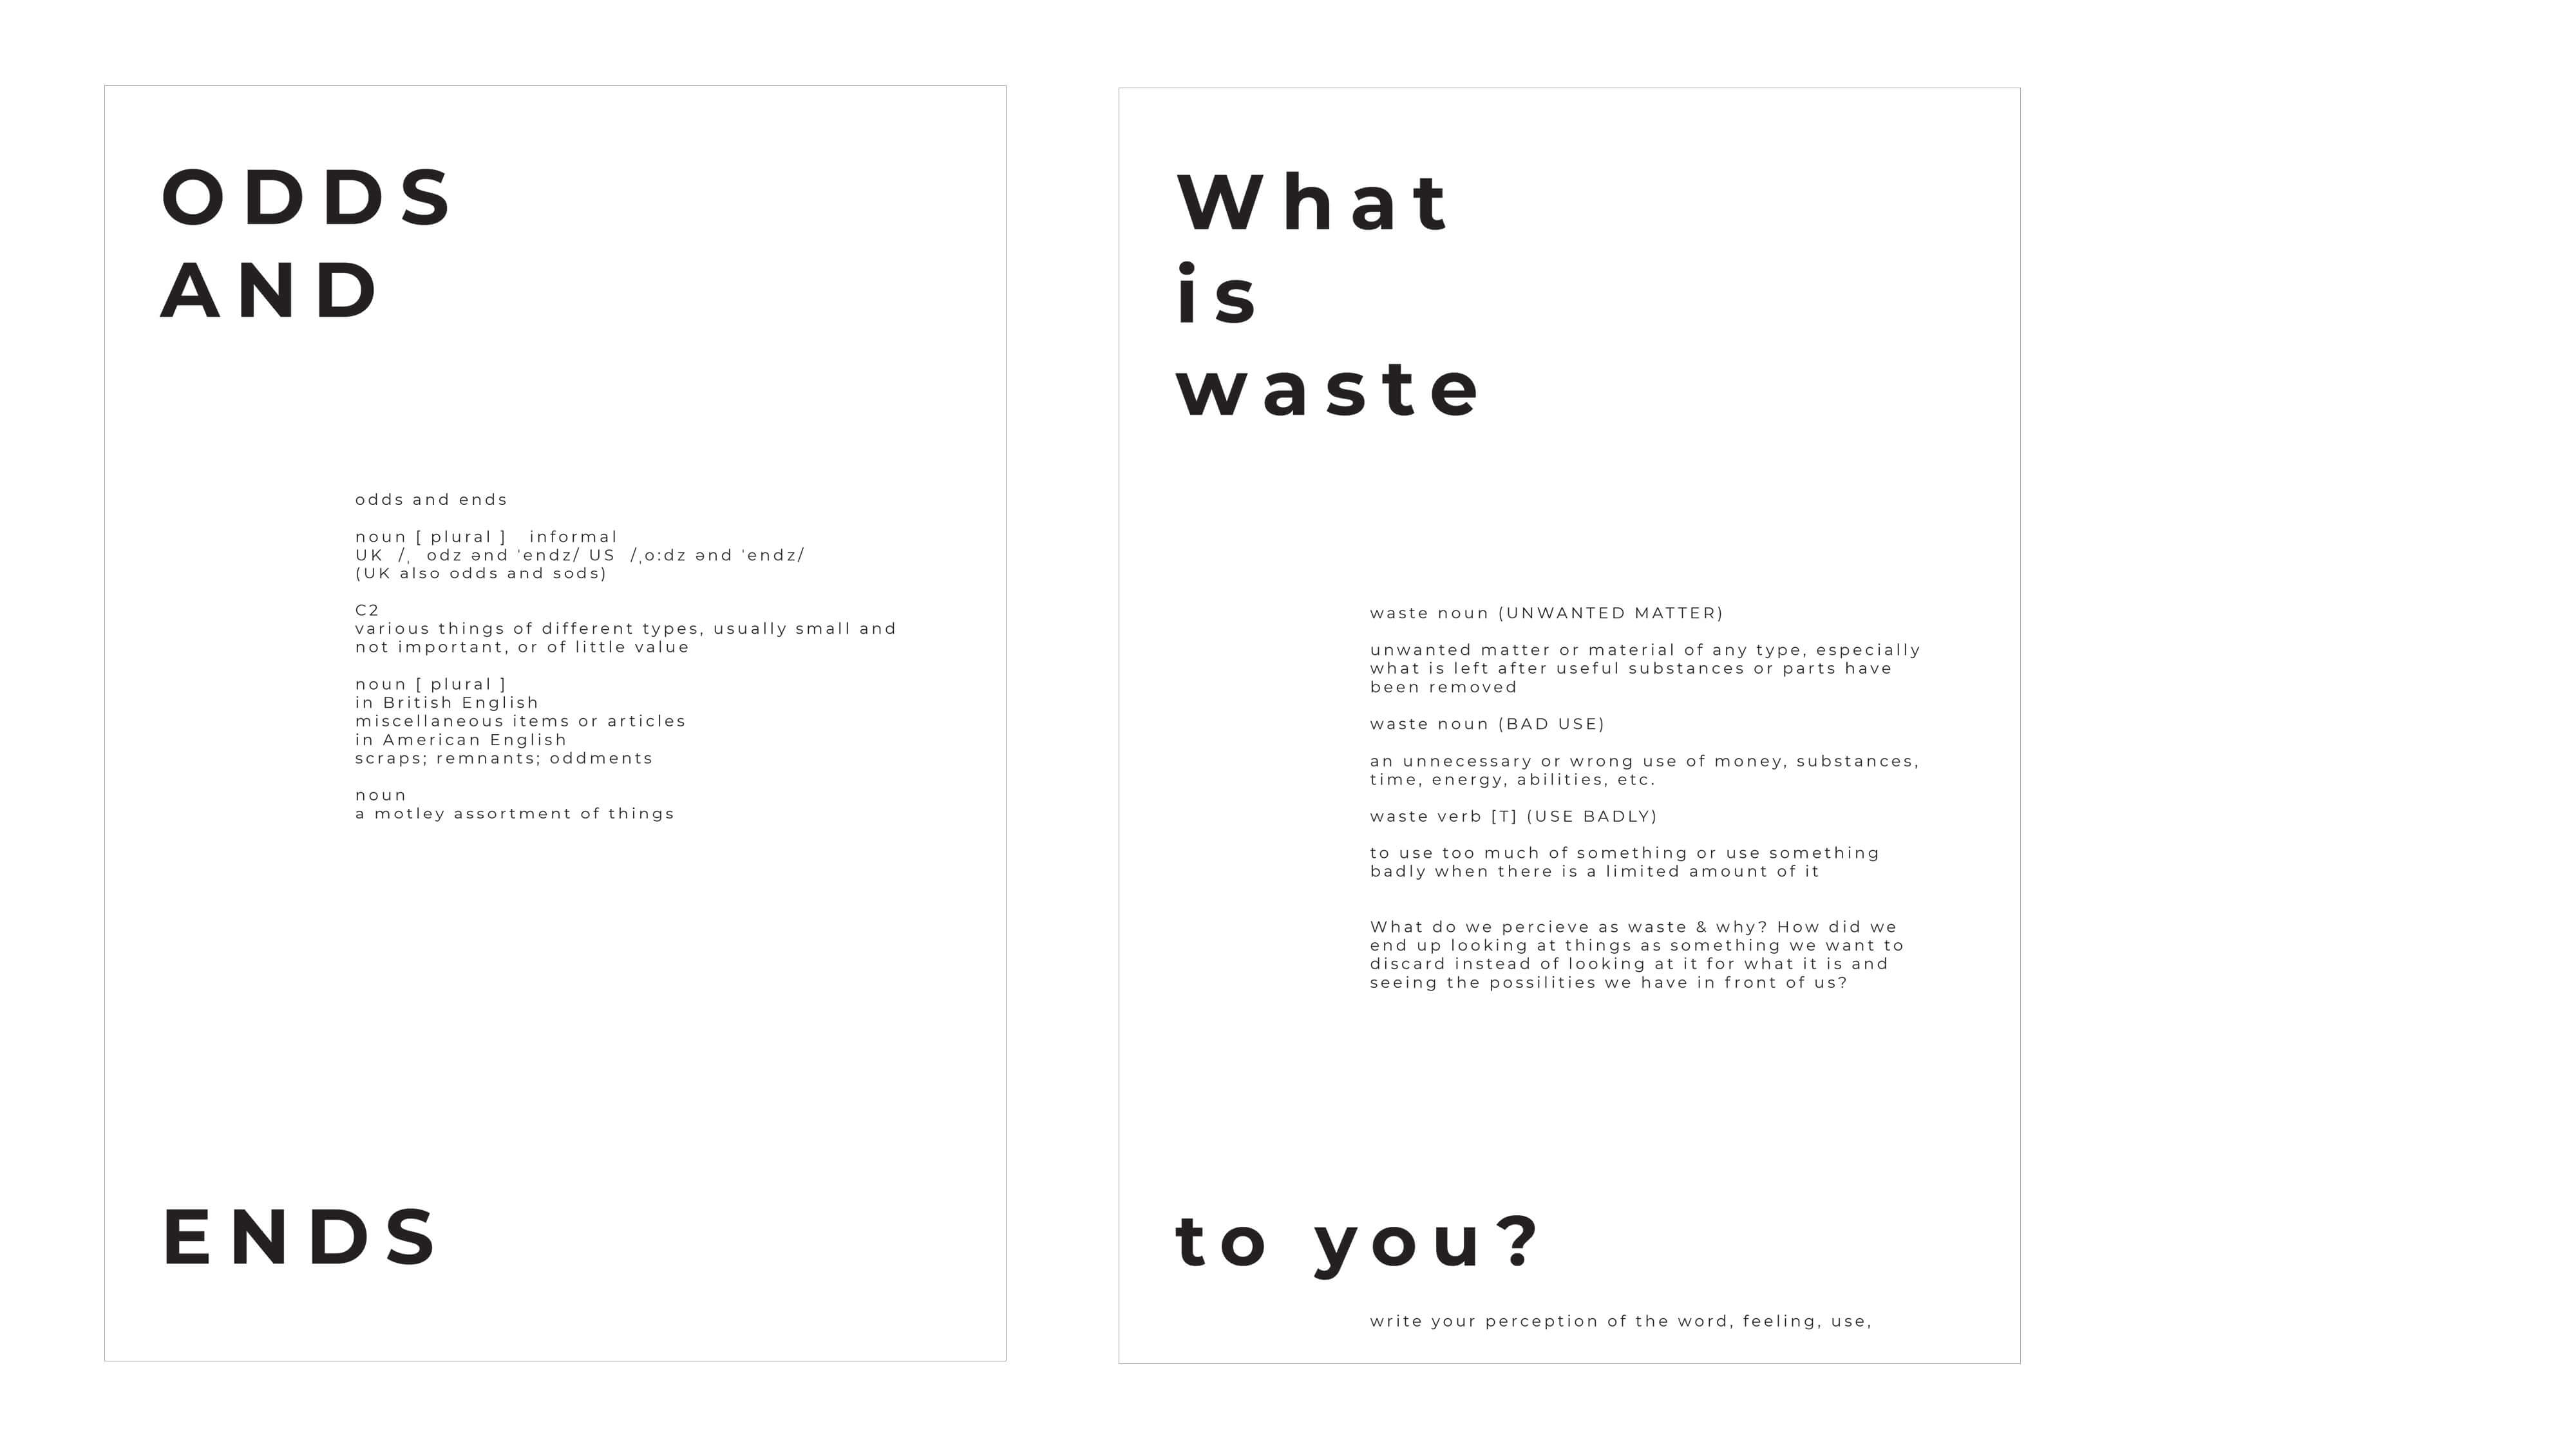 ODDS
AND
odds and ends
noun [ plural ]   informal
UK  /ˌ  odz ənd ˈendz/ US  /ˌo:dz ənd ˈendz/
(UK also odds and sods)
C2
various things of different types, usually small and
not important, or of little value
noun [ plural ]
in British English
miscellaneous items or articles
in American English
scraps; remnants; oddments
noun
a motley assortment of things
ENDS
What
is
waste
waste noun (UNWANTED MATTER)
unwanted matter or material of any type, especially
what is left after useful substances or parts have
been removed
waste noun (BAD USE)
an unnecessary or wrong use of money, substances,
time, energy, abilities, etc.
waste verb [T] (USE BADLY)
to use too much of something or use something
badly when there is a limited amount of it
What do we percieve as waste & why? How did we
end up looking at things as something we want to
discard instead of looking at it for what it is and
seeing the possilities we have in front of us?
to you?
write your perception of the word, feeling, use,